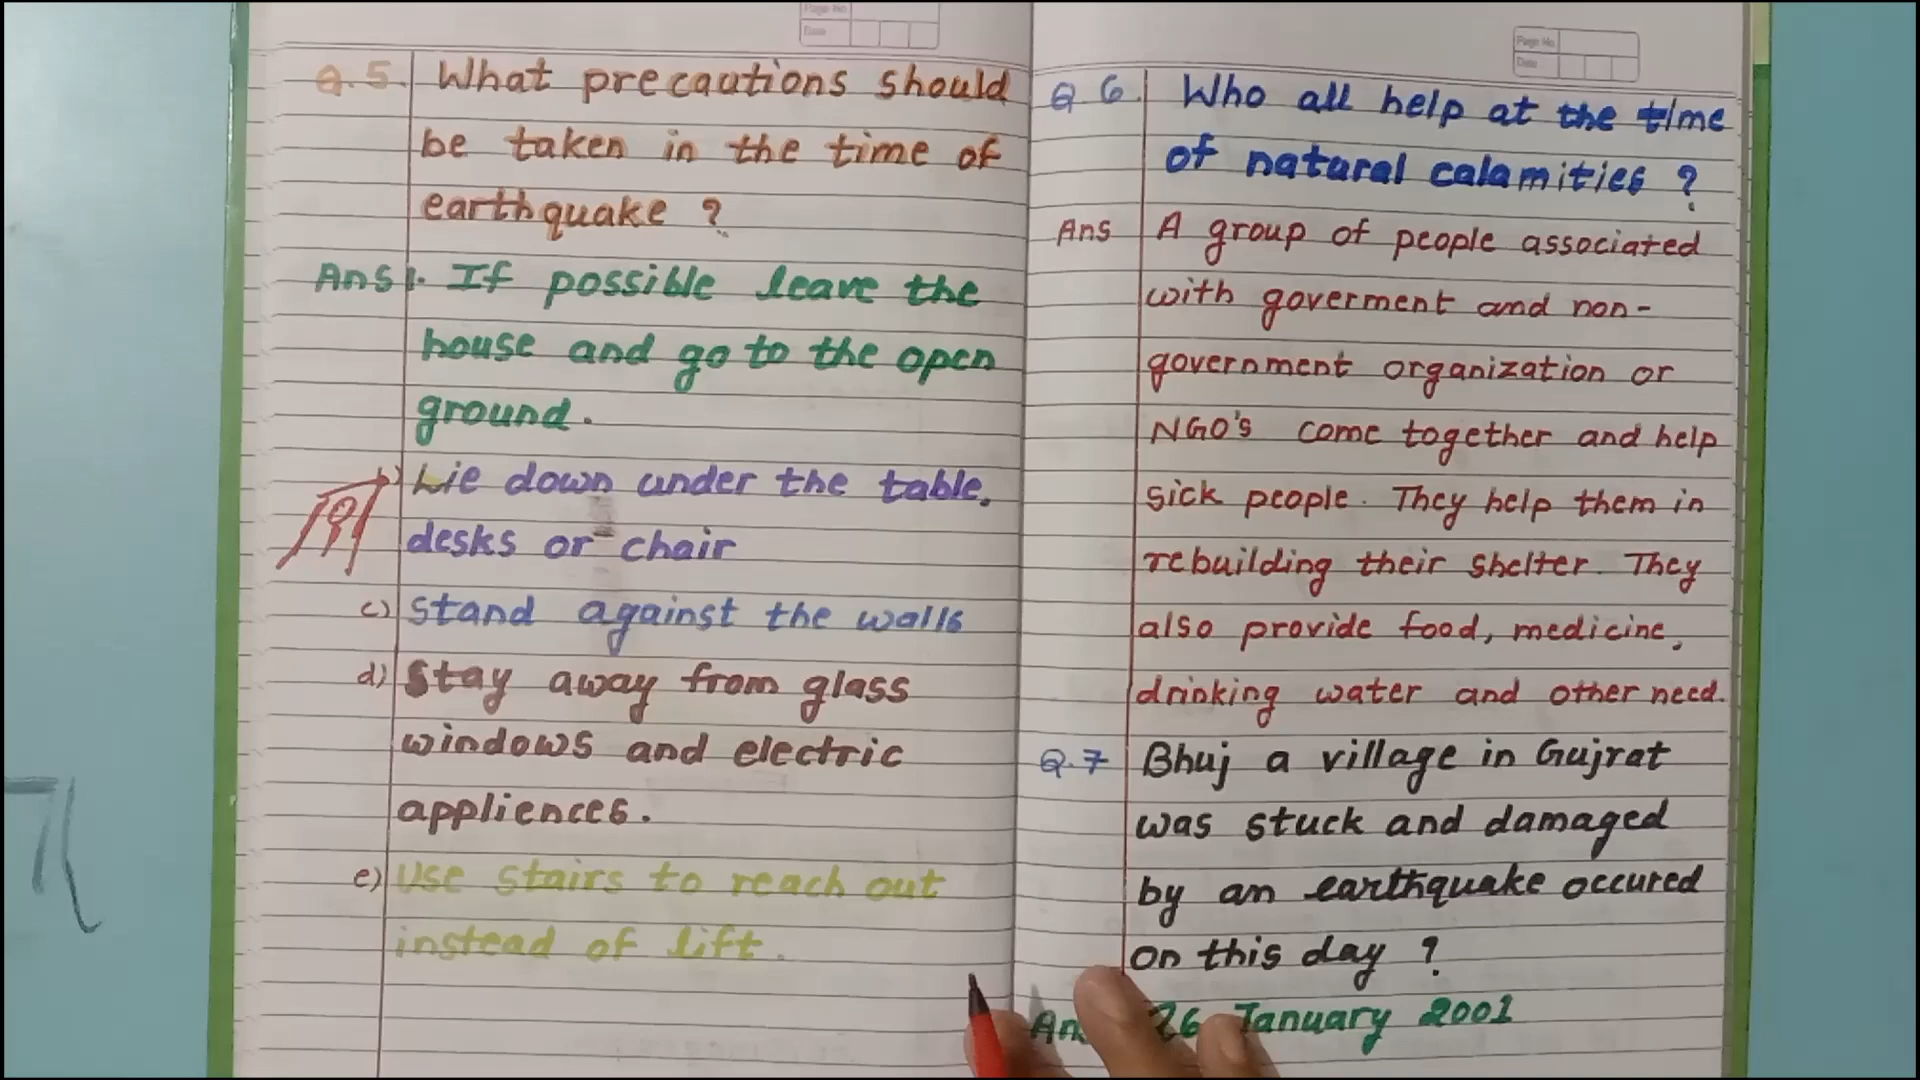 Page No.
Date
Q.5. What precautions should
be taken in the time of
earthquake ?
Ans 1. If possible leave the
house and go to the open
ground.
b) Lie down under the table,
desks or chair
c) stand against the walls
d) Stay away from glass
windows and electric
appliences.
e) Use stairs to reach out
instead of lift.
Page No.
Date
Q 6. Who all help at the time
of natural calamities ?
Ans A group of people associated
with goverment and non-
government organization or
NGO's come together and help
sick people. They help them in
rebuilding their shelter. They
also provide food, medicine,
drinking water and other need.
Q.7 Bhuj a village in Gujrat
was stuck and damaged
by an earthquake occured
on this day ?
26 January 2001